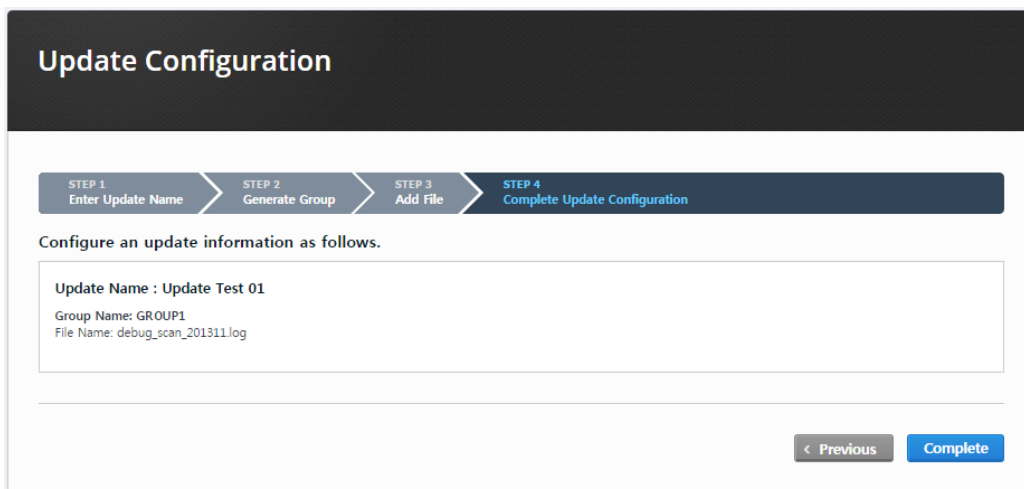 Update Configuration
STEP 1
Enter Update Name
STEP 2
Generate Group
STEP 3
Add File
STEP 4
Complete Update Configuration
Configure an update information as follows.
Update Name : Update Test 01
Group Name: GROUP1
File Name: debug_scan_201311.log
< Previous
Complete